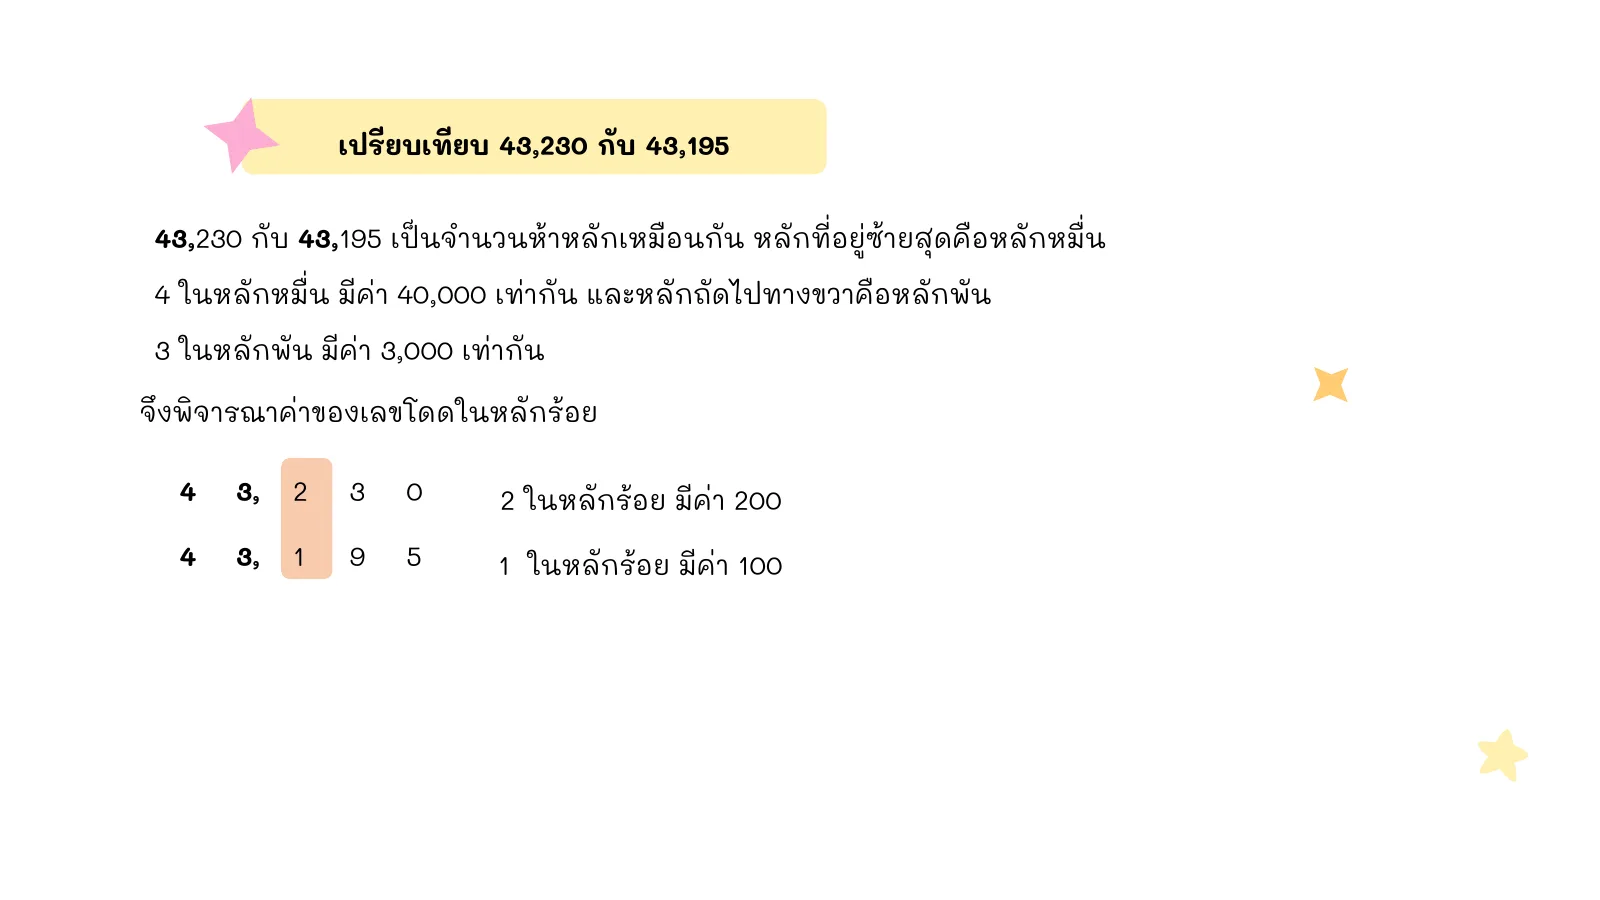 เปรียบเทียบ 43,230 กับ 43,195
43,230 กับ 43,195 เป็นจำนวนห้าหลักเหมือนกัน หลักที่อยู่ซ้ายสุดคือหลักหมื่น
4 ในหลักหมื่น มีค่า 40,000 เท่ากัน และหลักถัดไปทางขวาคือหลักพัน
3 ในหลักพัน มีค่า 3,000 เท่ากัน
จึงพิจารณาค่าของเลขโดดในหลักร้อย
4 3, 2 3 0 2 ในหลักร้อย มีค่า 200
4 3, 1 9 5 1 ในหลักร้อย มีค่า 100